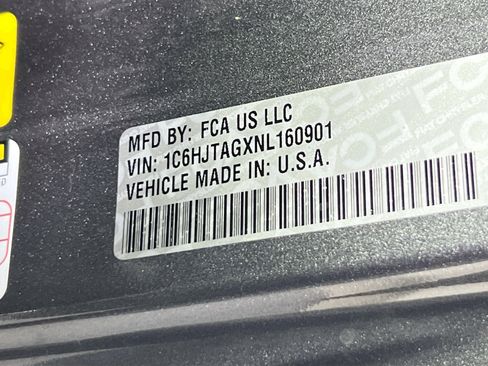 MFD BY: FCA US LLC
VIN: 1C6HJTAGXNL160901
VEHICLE MADE IN: U.S.A.